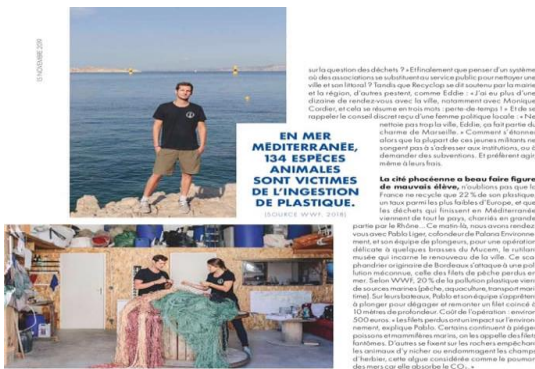 15 NOVEMBRE 2019
sur la question des déchets ? » Et finalement que penser d'un système
où des associations se substituent au service public pour nettoyer une
ville et son littoral ? Tandis que Recyclop se dit soutenu par la mairie
et la région, d'autres pestent, comme Eddie : « J'ai eu plus d'une
dizaine de rendez-vous avec la ville, notamment avec Monique
Cordier, et cela se résume en trois mots : perte de temps ! » Et de se
rappeler le conseil discret reçu d'une femme politique locale : « Ne
nettoie pas trop la ville, Eddie, ça fait partie du
charme de Marseille. » Comment s'étonner
alors que la plupart de ces jeunes militants ne
songent pas à s'adresser aux institutions, ou à
demander des subventions. Et préfèrent agir,
même à leurs frais.
EN MER
MÉDITERRANÉE,
134 ESPÈCES
ANIMALES
SONT VICTIMES
DE L'INGESTION
DE PLASTIQUE.
(SOURCE WWF, 2018)
La cité phocéenne a beau faire figure
de mauvais élève, n'oublions pas que la
France ne recycle que 22 % de son plastique,
un taux parmi les plus faibles d'Europe, et que
les déchets qui finissent en Méditerranée
viennent de tout le pays, charriés en grande
partie par le Rhône... Ce matin-là, nous avons rendez-
vous avec Pablo Liger, cofondeur de Palana Environne-
ment, et son équipe de plongeurs, pour une opération
délicate à quelques brasses du Mucem, le rutilant
musée qui incarne le renouveau de la ville. Ce sca-
phandrier originaire de Bordeaux s'attaque à une pol-
lution méconnue, celle des filets de pêche perdus en
mer. Selon WWF, 20 % de la pollution plastique vient
de sources marines (pêche, aquaculture, transport mari-
time). Sur leurs bateaux, Pablo et son équipe s'apprêtent
à plonger pour dégager et remonter un filet coincé à
10 mètres de profondeur. Coût de l'opération : environ
500 euros. « Les filets perdus ont un impact sur l'environ-
nement, explique Pablo. Certains continuent à piéger
poissons et mammifères marins, on les appelle des filets
fantômes. D'autres se fixent sur les rochers empêchant
les animaux d'y nicher ou endommagent les champs
d'herbier, cette algue considérée comme le poumon
des mers car elle absorbe le CO₂. »